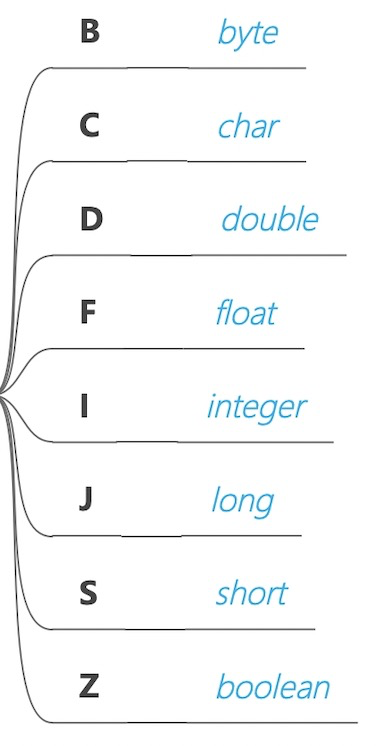 B byte
C char
D double
F float
I integer
J long
S short
Z boolean